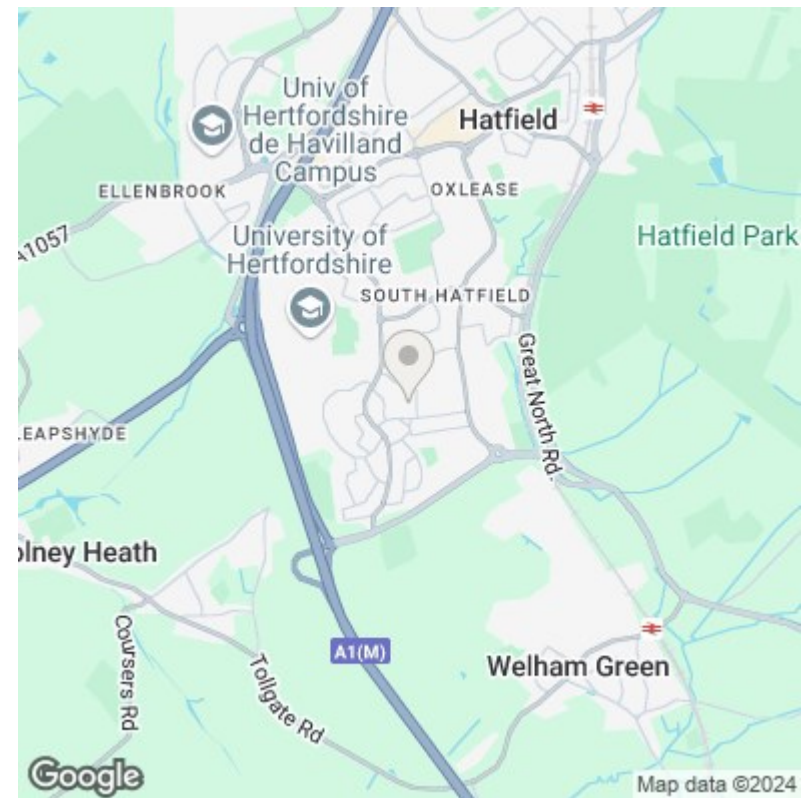 Univ of
Hertfordshire
de Havilland
Campus
Hatfield
ELLENBROOK
OXLEASE
A1057
University of
Hertfordshire
Hatfield Park
SOUTH HATFIELD
Great North Rd
LEAPSHYDE
olney Heath
Coursers Rd
Tollgate Rd
A1(M)
Welham Green
Google
Map data ©2024